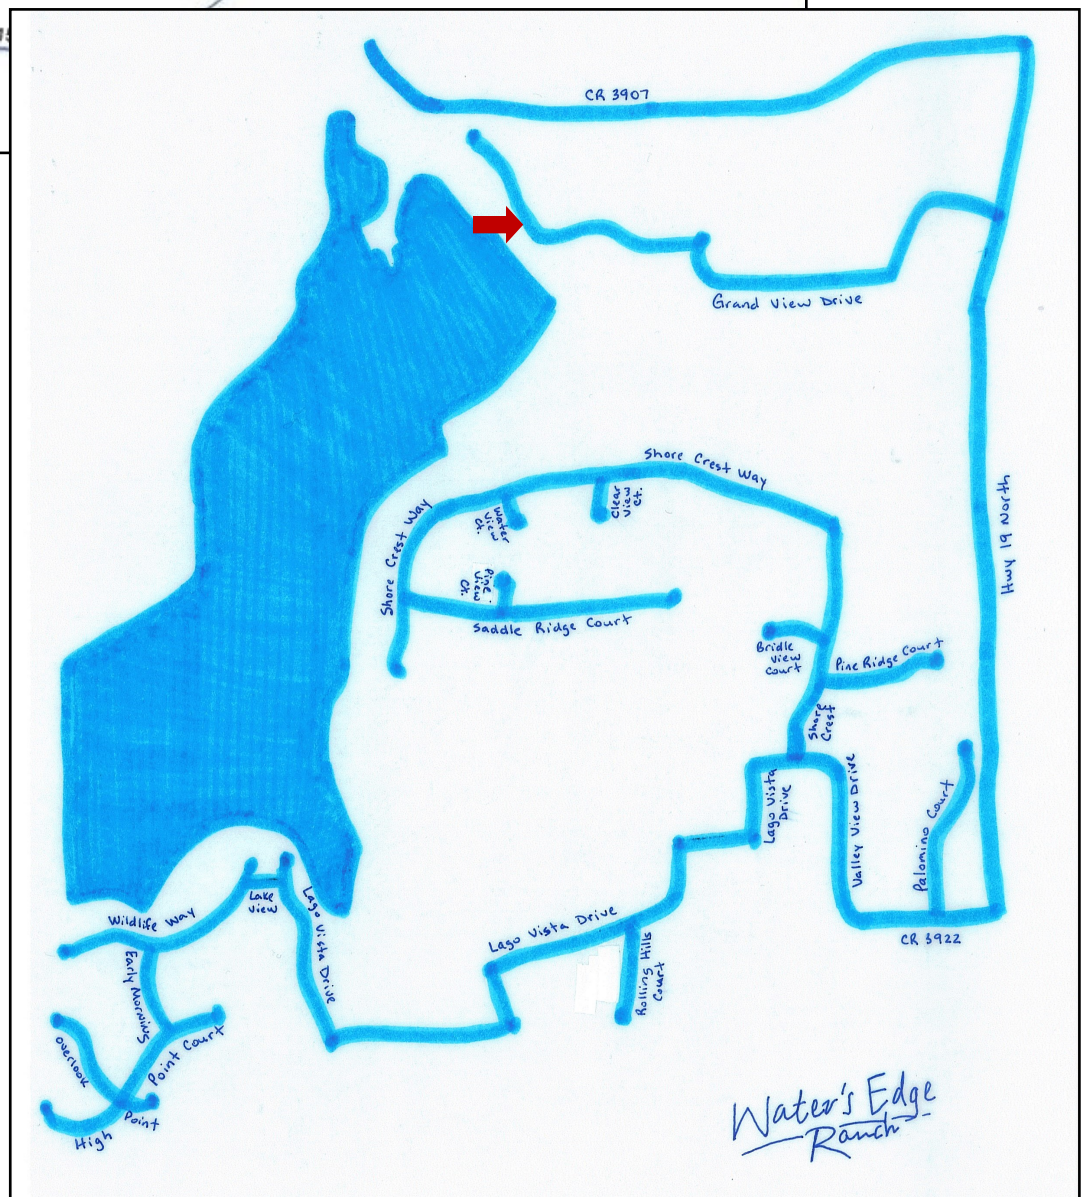 CR 3907
Grand View Drive
Shore Crest Way
Shore Crest Way
Water
View
Ct.
Clear
View
Ct.
Pine
View
Ct.
Saddle Ridge Court
Hwy 19 North
Bridle
View
Court
Pine Ridge Court
Shore
Crest
Lago Vista
Drive
Valley View Drive
Palomino Court
CR 3922
Lake
View
Lago Vista Drive
Wildlife Way
Lago Vista Drive
Rolling Hills
Court
Early Morning
Point Court
Overlook
Point
High
Water's Edge
Ranch